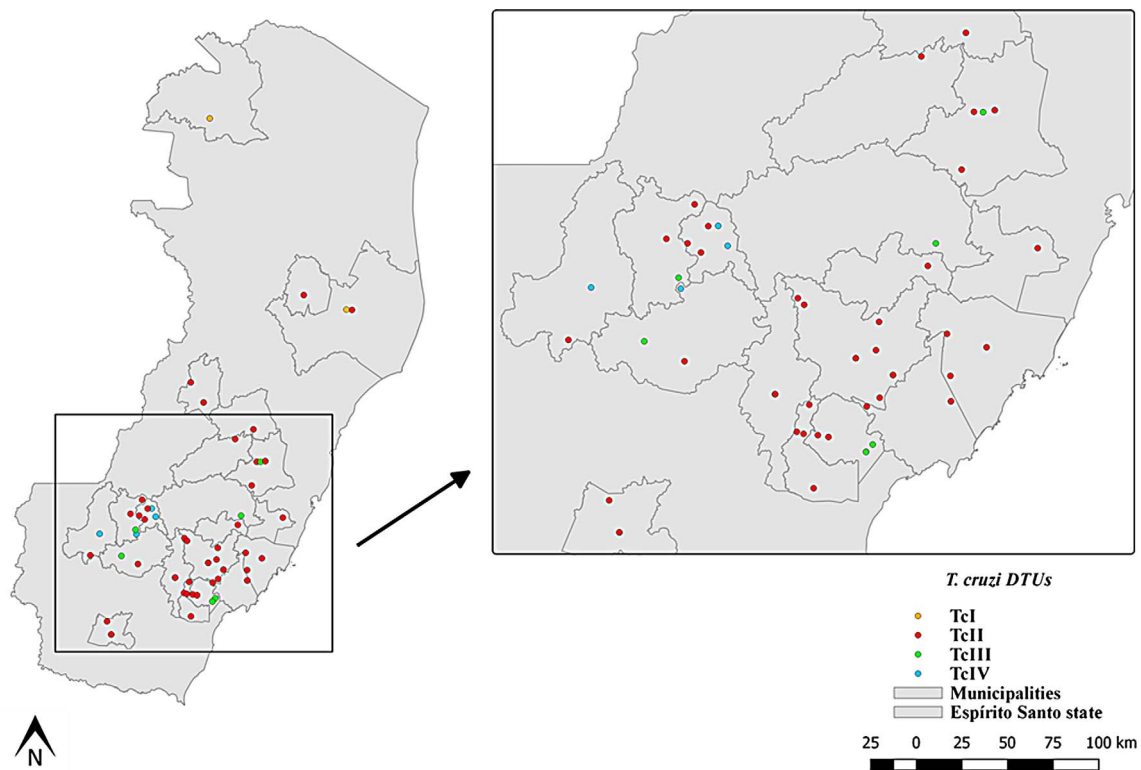 T. cruzi DTUs
TcI
TcII
TcIII
TcIV
Municipalities
Espírito Santo state
N
25 0 25 50 75 100 km